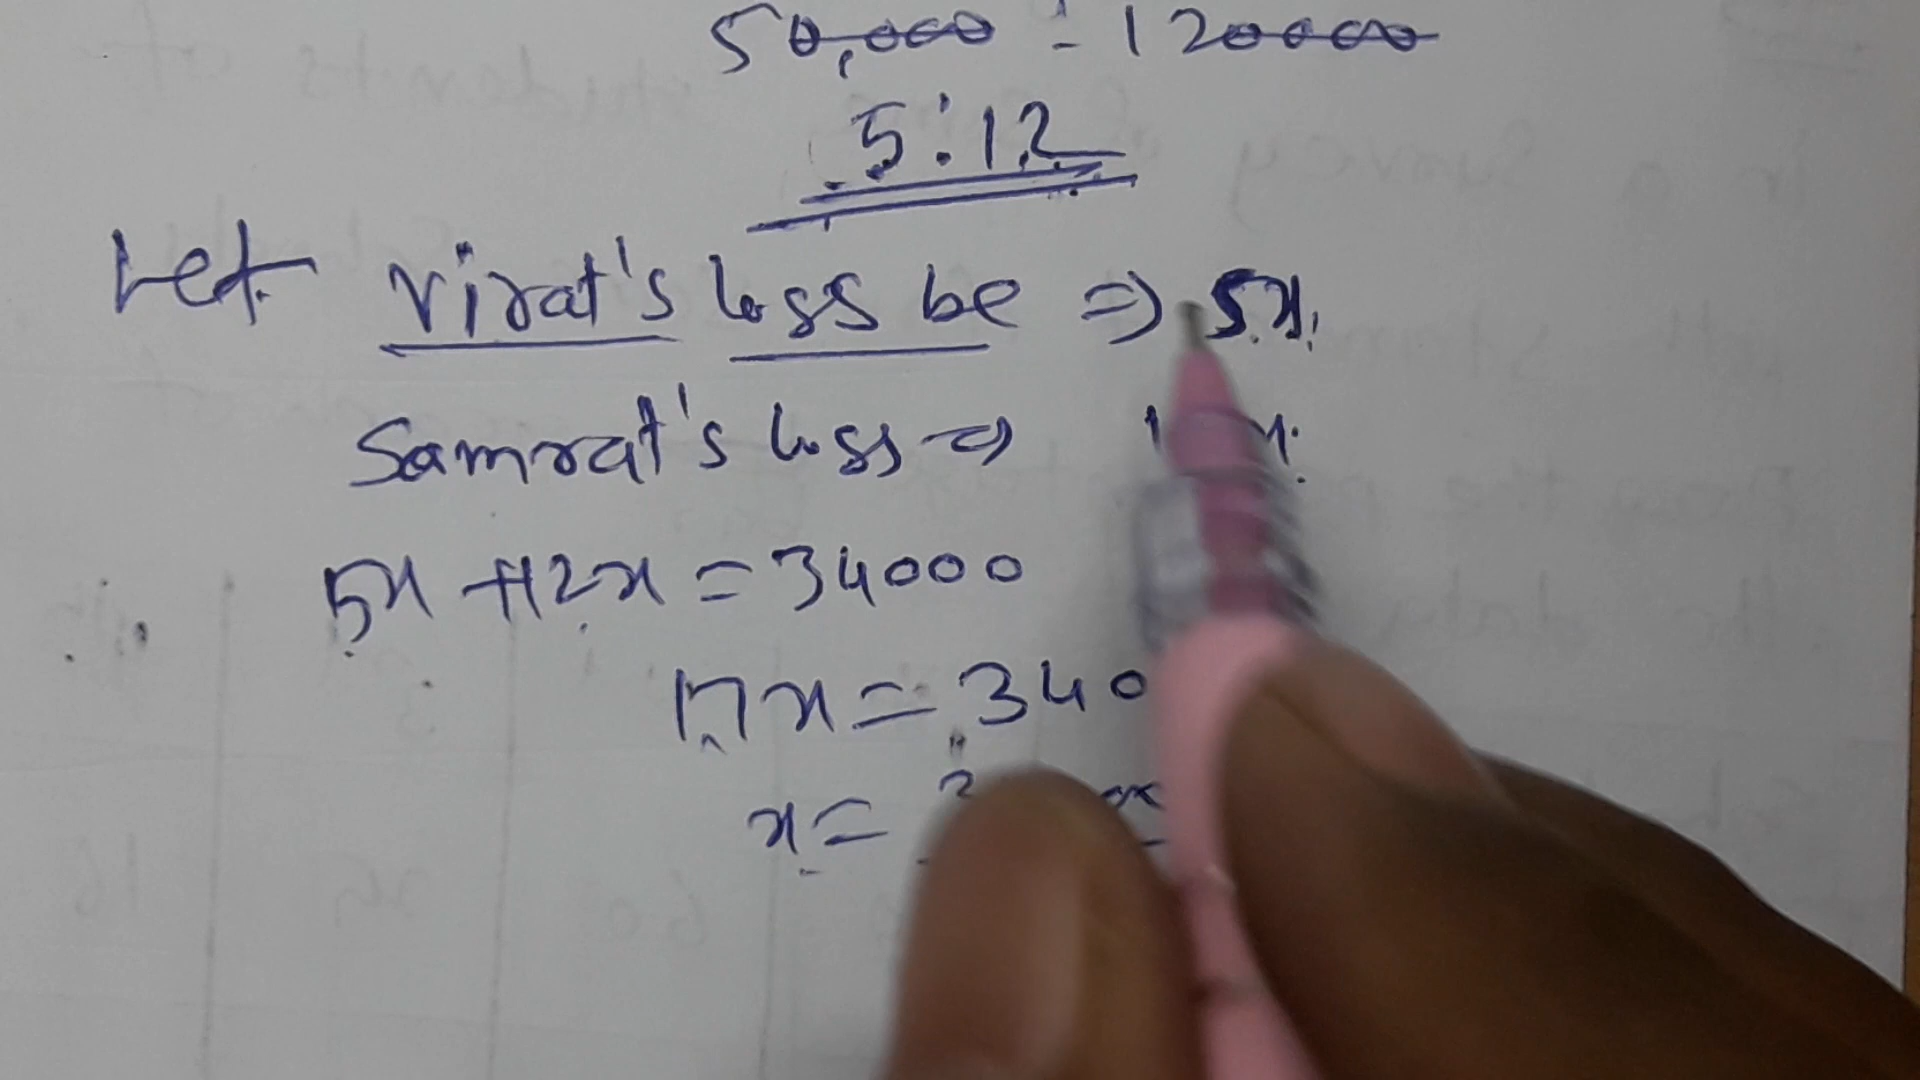 50,000 : 120000
5:12
Let Virat's loss be => 5x
Samrat's loss =>
5x +12x = 34000
17x = 340
x =